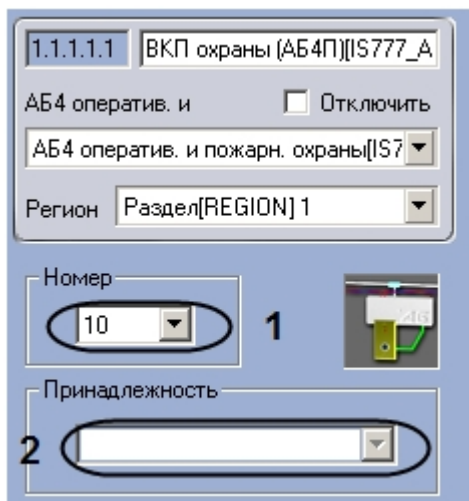 1.1.1.1.1 ВКП охраны (АБ4П)[IS777_A
АБ4 оператив. и Отключить
АБ4 оператив. и пожарн. охраны[IS7
Регион Раздел[REGION] 1
Номер
10 1
Принадлежность
2